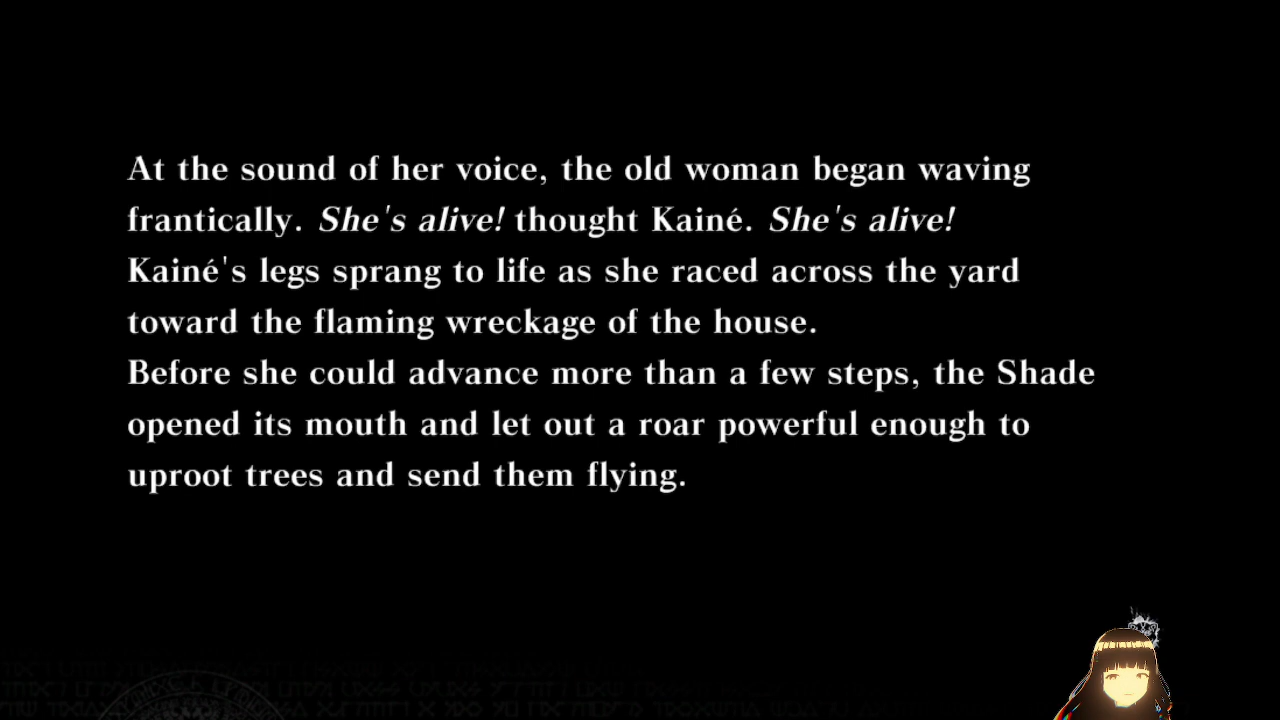 At the sound of her voice, the old woman began waving
frantically. She's alive! thought Kainé. She's alive!
Kainé's legs sprang to life as she raced across the yard
toward the flaming wreckage of the house.
Before she could advance more than a few steps, the Shade
opened its mouth and let out a roar powerful enough to
uproot trees and send them flying.